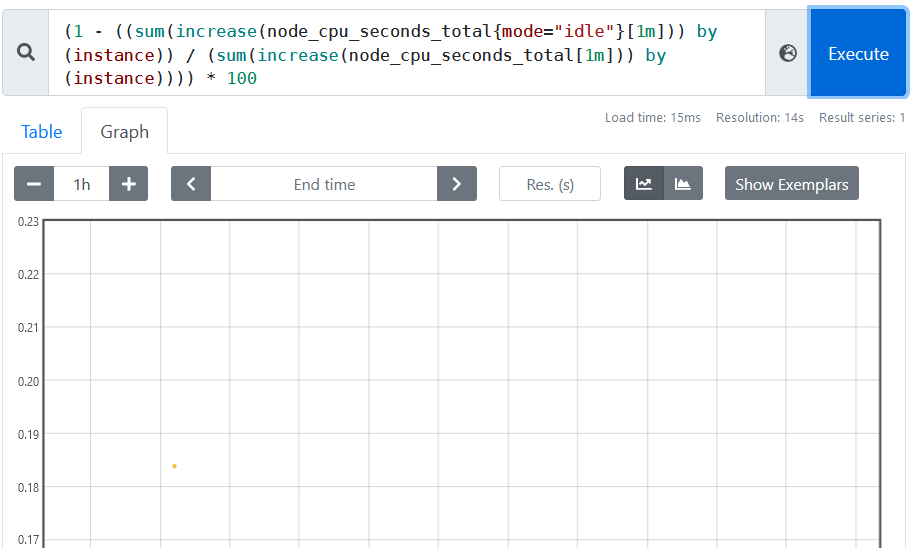 (1 - ((sum(increase(node_cpu_seconds_total{mode="idle"}[1m])) by
(instance)) / (sum(increase(node_cpu_seconds_total[1m])) by
(instance)))) * 100
Execute
Table
Graph
Load time: 15ms Resolution: 14s Result series: 1
1h
End time
Res. (s)
Show Exemplars
0.23
0.22
0.21
0.20
0.19
0.18
0.17